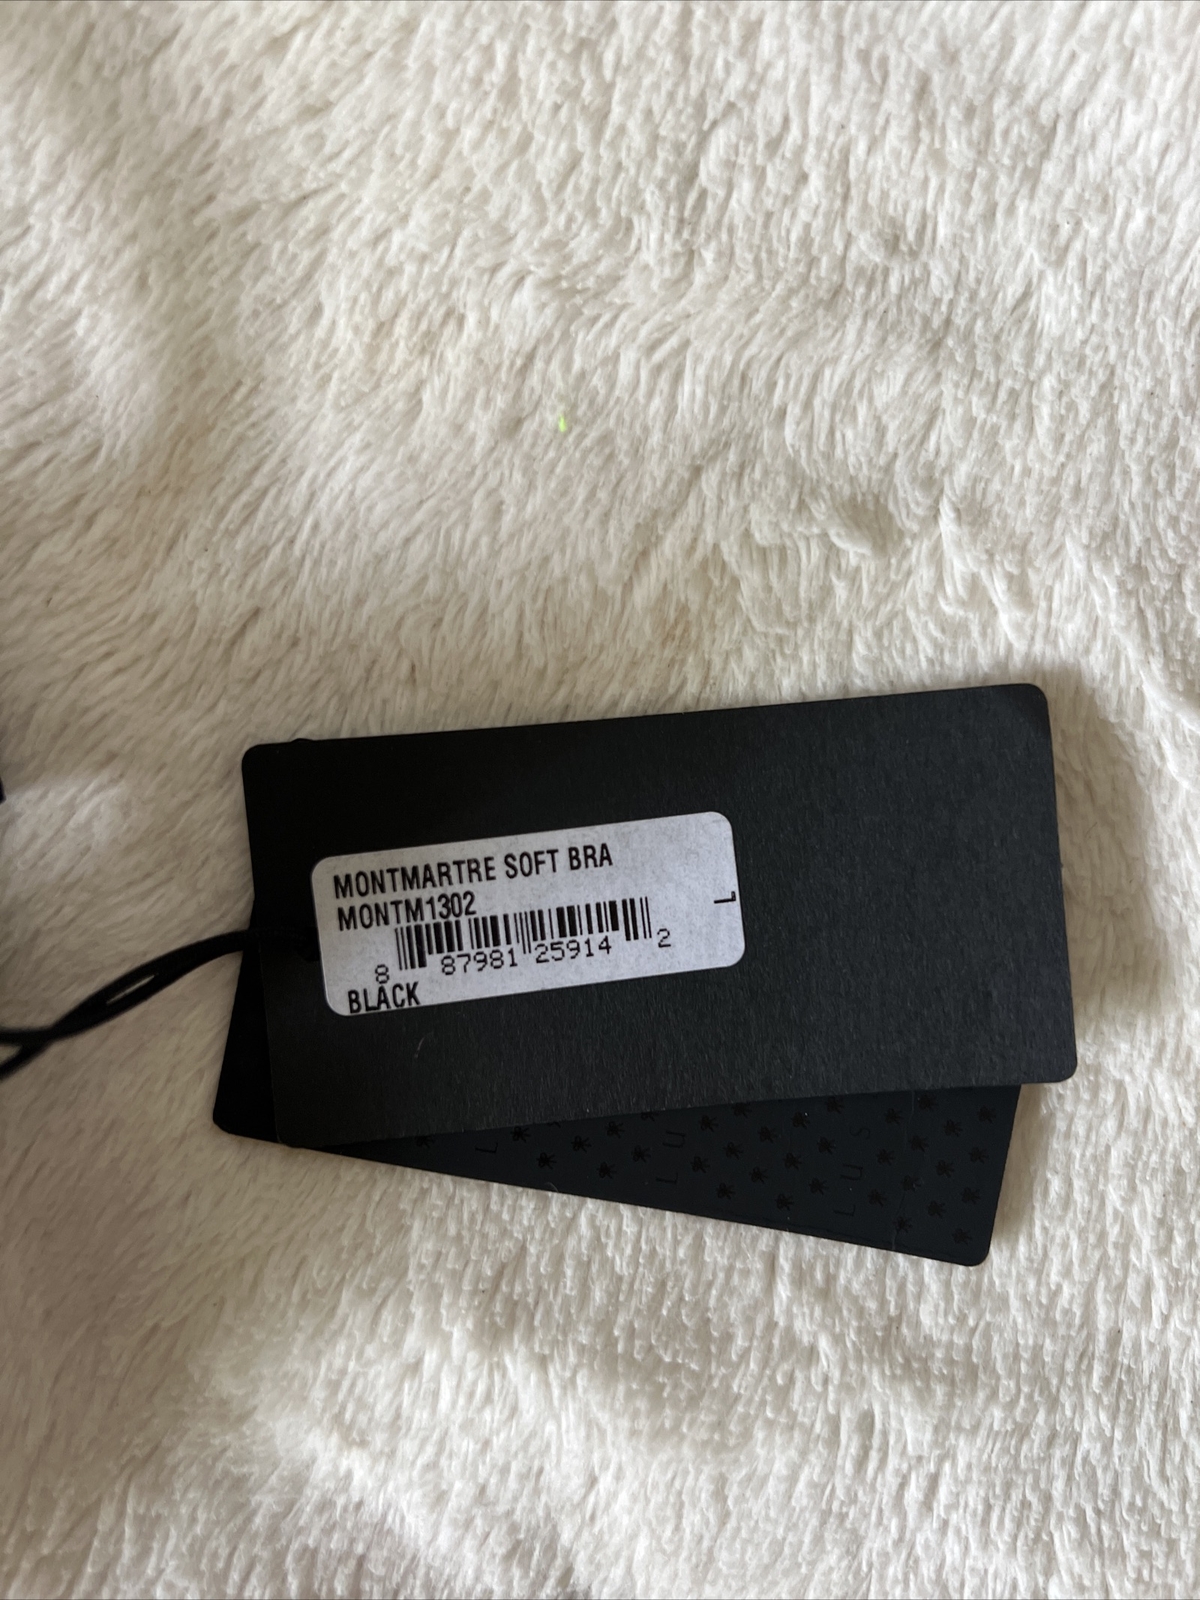 MONTMARTRE SOFT BRA
MONTM1302
L
8 87981 25914 2
BLACK
L U
L U S